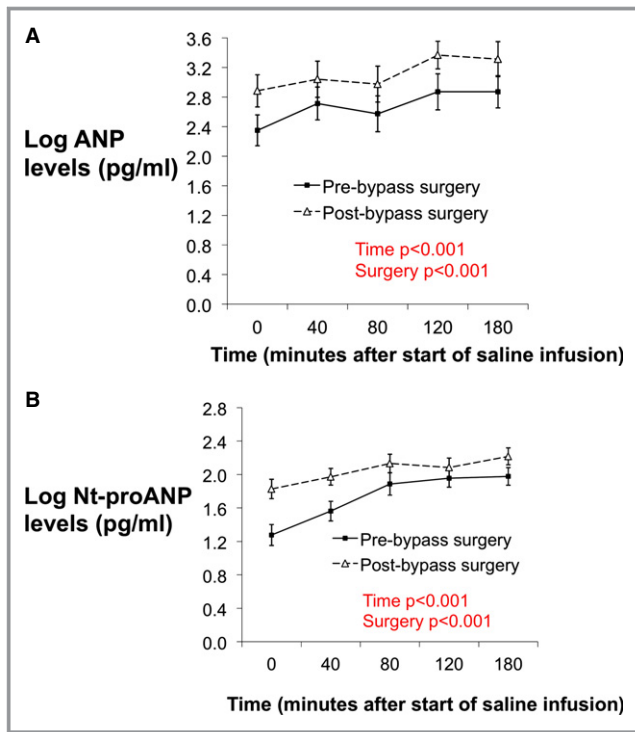 A
3.6
3.2
2.8
2.4
2.0
1.6
1.2
0.8
0.4
0.0
Log ANP
levels (pg/ml)
Pre-bypass surgery
Post-bypass surgery
Time p<0.001
Surgery p<0.001
0 40 80 120 180
Time (minutes after start of saline infusion)
B
2.8
2.4
2.0
1.6
1.2
0.8
0.4
0.0
Log Nt-proANP
levels (pg/ml)
Pre-bypass surgery
Post-bypass surgery
Time p<0.001
Surgery p<0.001
0 40 80 120 180
Time (minutes after start of saline infusion)